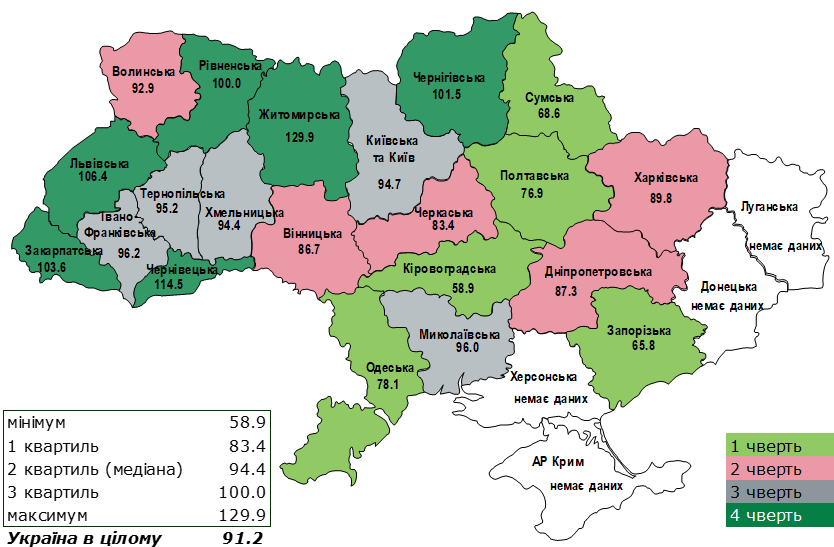 Волинська
92.9
Рівненська
100.0
Житомирська
129.9
Чернігівська
101.5
Сумська
68.6
Київська
та Київ
94.7
Львівська
106.4
Тернопільська
95.2
Хмельницька
94.4
Івано-
Франківська
96.2
Закарпатська
103.6
Чернівецька
114.5
Вінницька
86.7
Черкаська
83.4
Полтавська
76.9
Харківська
89.8
Луганська
немає даних
Донецька
немає даних
Кіровоградська
58.9
Дніпропетровська
87.3
Запорізька
65.8
Миколаївська
96.0
Одеська
78.1
Херсонська
немає даних
АР Крим
немає даних
мінімум 58.9
1 квартиль 83.4
2 квартиль (медіана) 94.4
3 квартиль 100.0
максимум 129.9
Україна в цілому 91.2
1 чверть
2 чверть
3 чверть
4 чверть